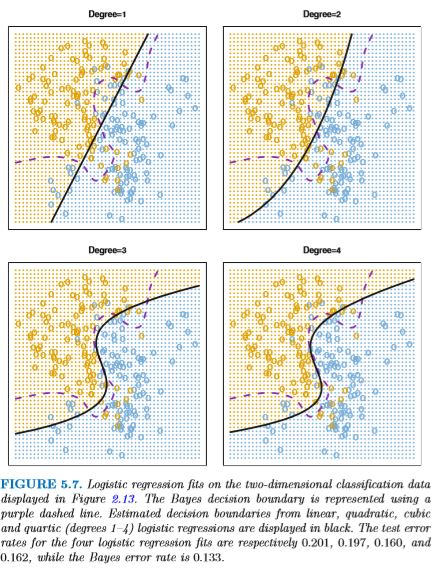 Degree=1
Degree=2
Degree=3
Degree=4
FIGURE 5.7. Logistic regression fits on the two-dimensional classification data
displayed in Figure 2.13. The Bayes decision boundary is represented using a
purple dashed line. Estimated decision boundaries from linear, quadratic, cubic
and quartic (degrees 1–4) logistic regressions are displayed in black. The test error
rates for the four logistic regression fits are respectively 0.201, 0.197, 0.160, and
0.162, while the Bayes error rate is 0.133.